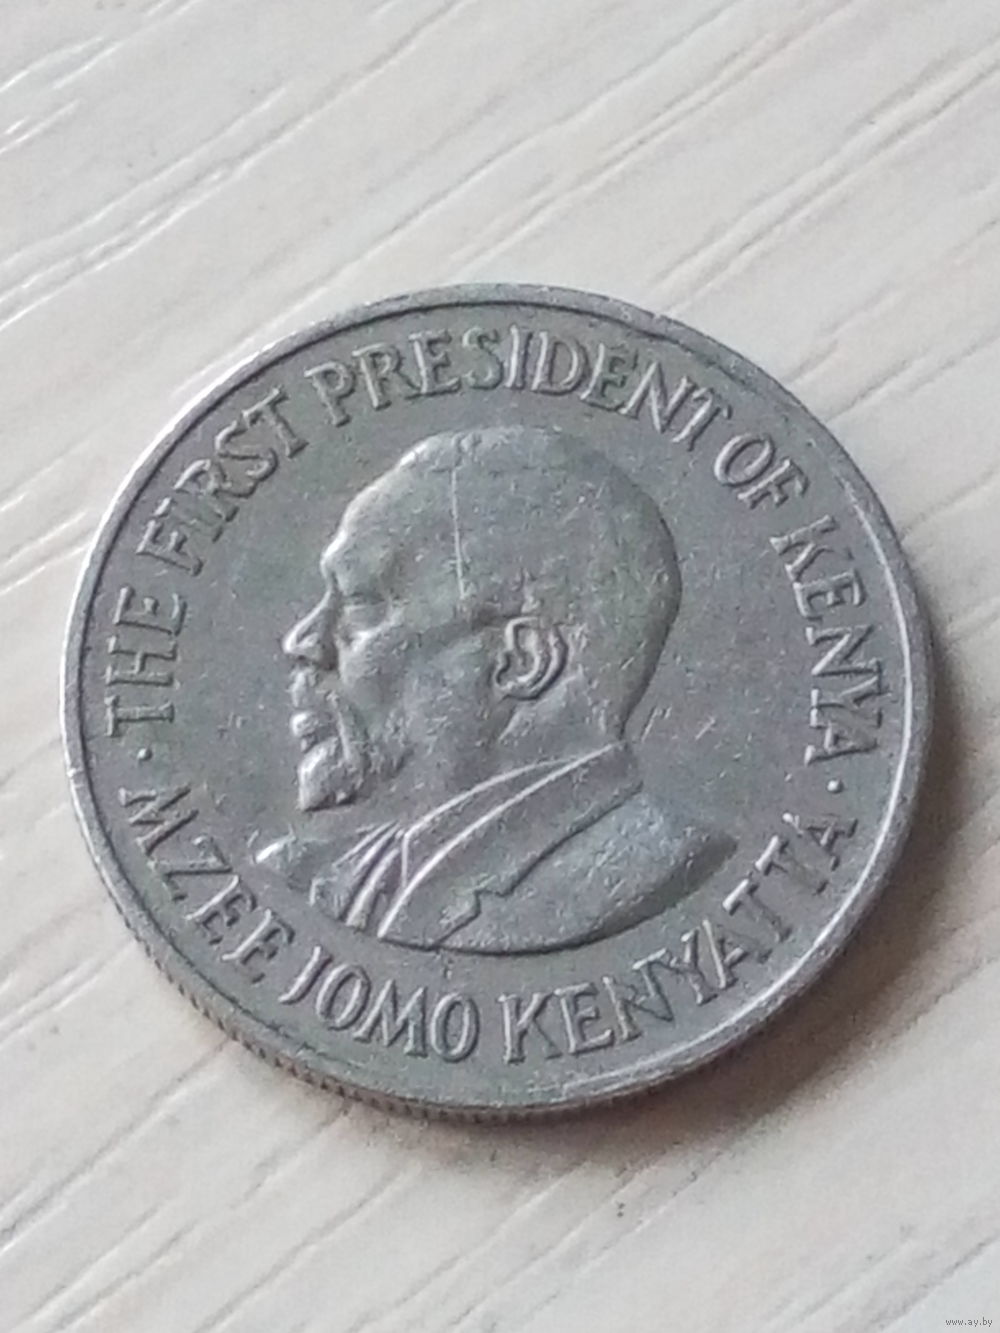 · THE FIRST PRESIDENT OF KENYA ·
MZEE JOMO KENYATTA
www.ay.by